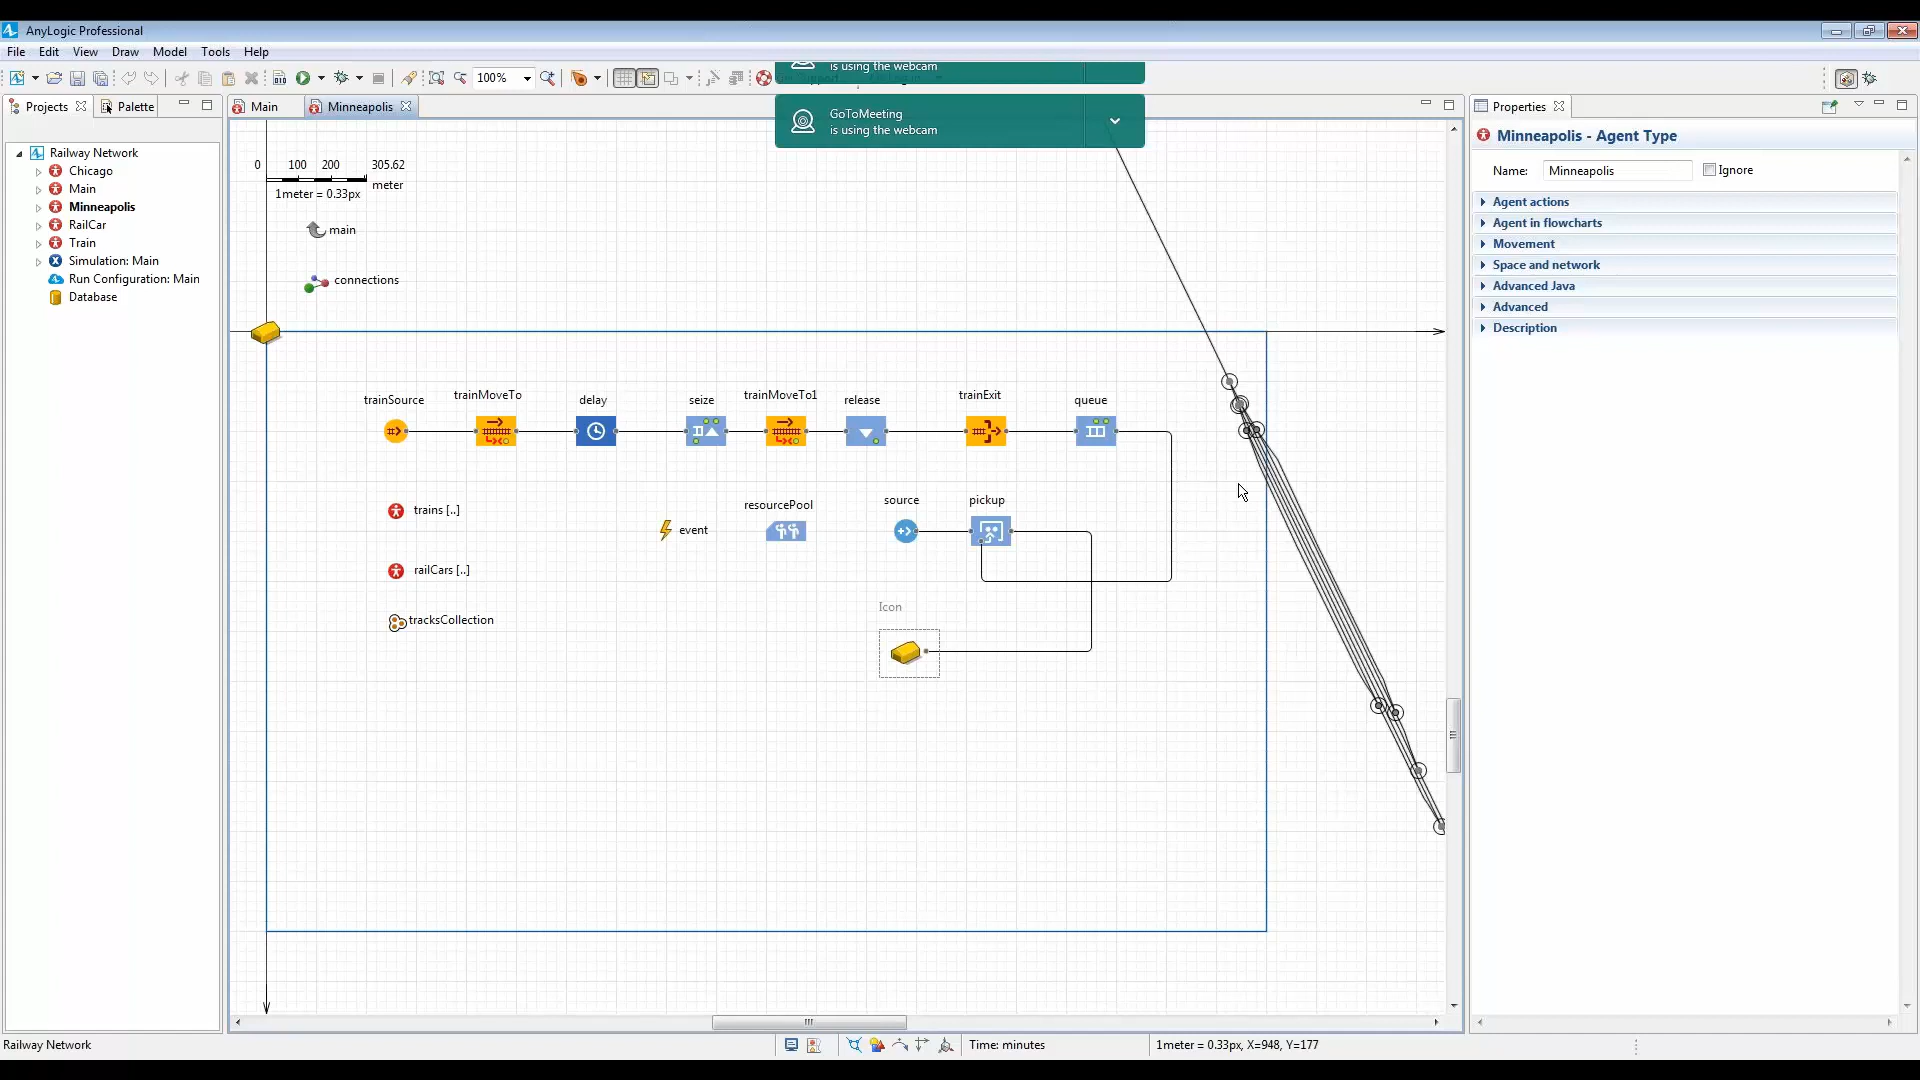 AnyLogic Professional
File Edit View Draw Model Tools Help
100%
is using the webcam
GoToMeeting
is using the webcam
Projects
Palette
Main
Minneapolis
Properties
Railway Network
Chicago
Main
Minneapolis
RailCar
Train
Simulation: Main
Run Configuration: Main
Database
0 100 200 305.62
meter
1meter = 0.33px
main
connections
trainSource trainMoveTo delay seize trainMoveTo1 release trainExit queue
trains [..]
event
resourcePool
source
pickup
railCars [..]
tracksCollection
Icon
Minneapolis - Agent Type
Name: Minneapolis Ignore
Agent actions
Agent in flowcharts
Movement
Space and network
Advanced Java
Advanced
Description
Railway Network
Time: minutes
1meter = 0.33px, X=948, Y=177